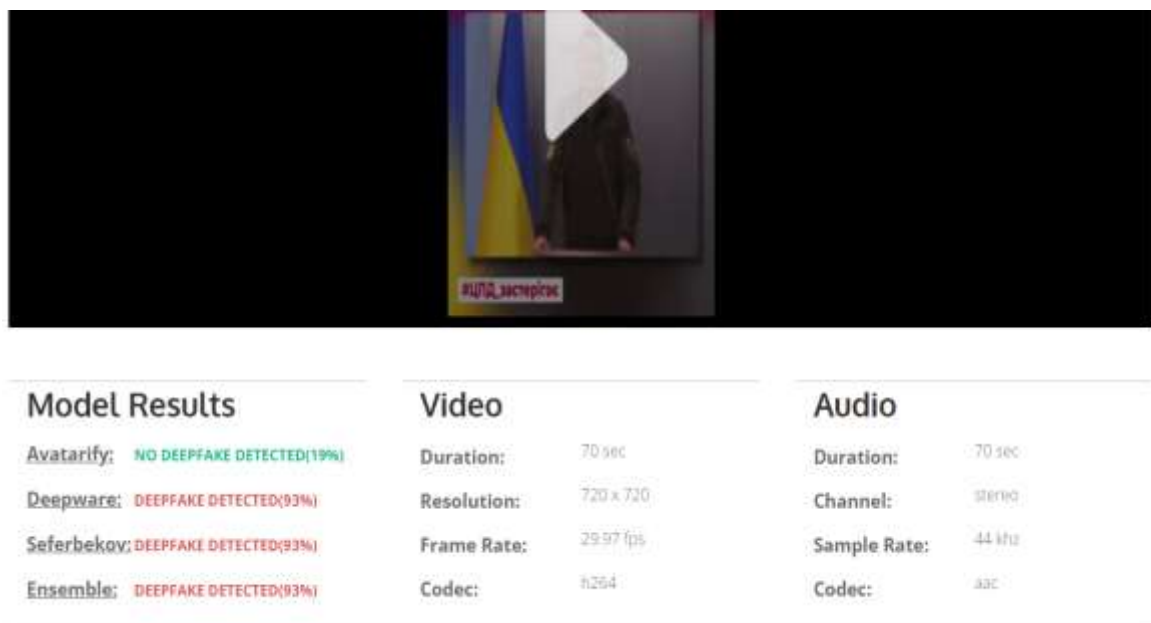 #ЦПД_застерігає
Model Results
Avatarify: NO DEEPFAKE DETECTED(19%)
Deepware: DEEPFAKE DETECTED(93%)
Seferbekov: DEEPFAKE DETECTED(93%)
Ensemble: DEEPFAKE DETECTED(93%)
Video
Duration: 70 sec
Resolution: 720 x 720
Frame Rate: 29.97 fps
Codec: h264
Audio
Duration: 70 sec
Channel: stereo
Sample Rate: 44 khz
Codec: aac